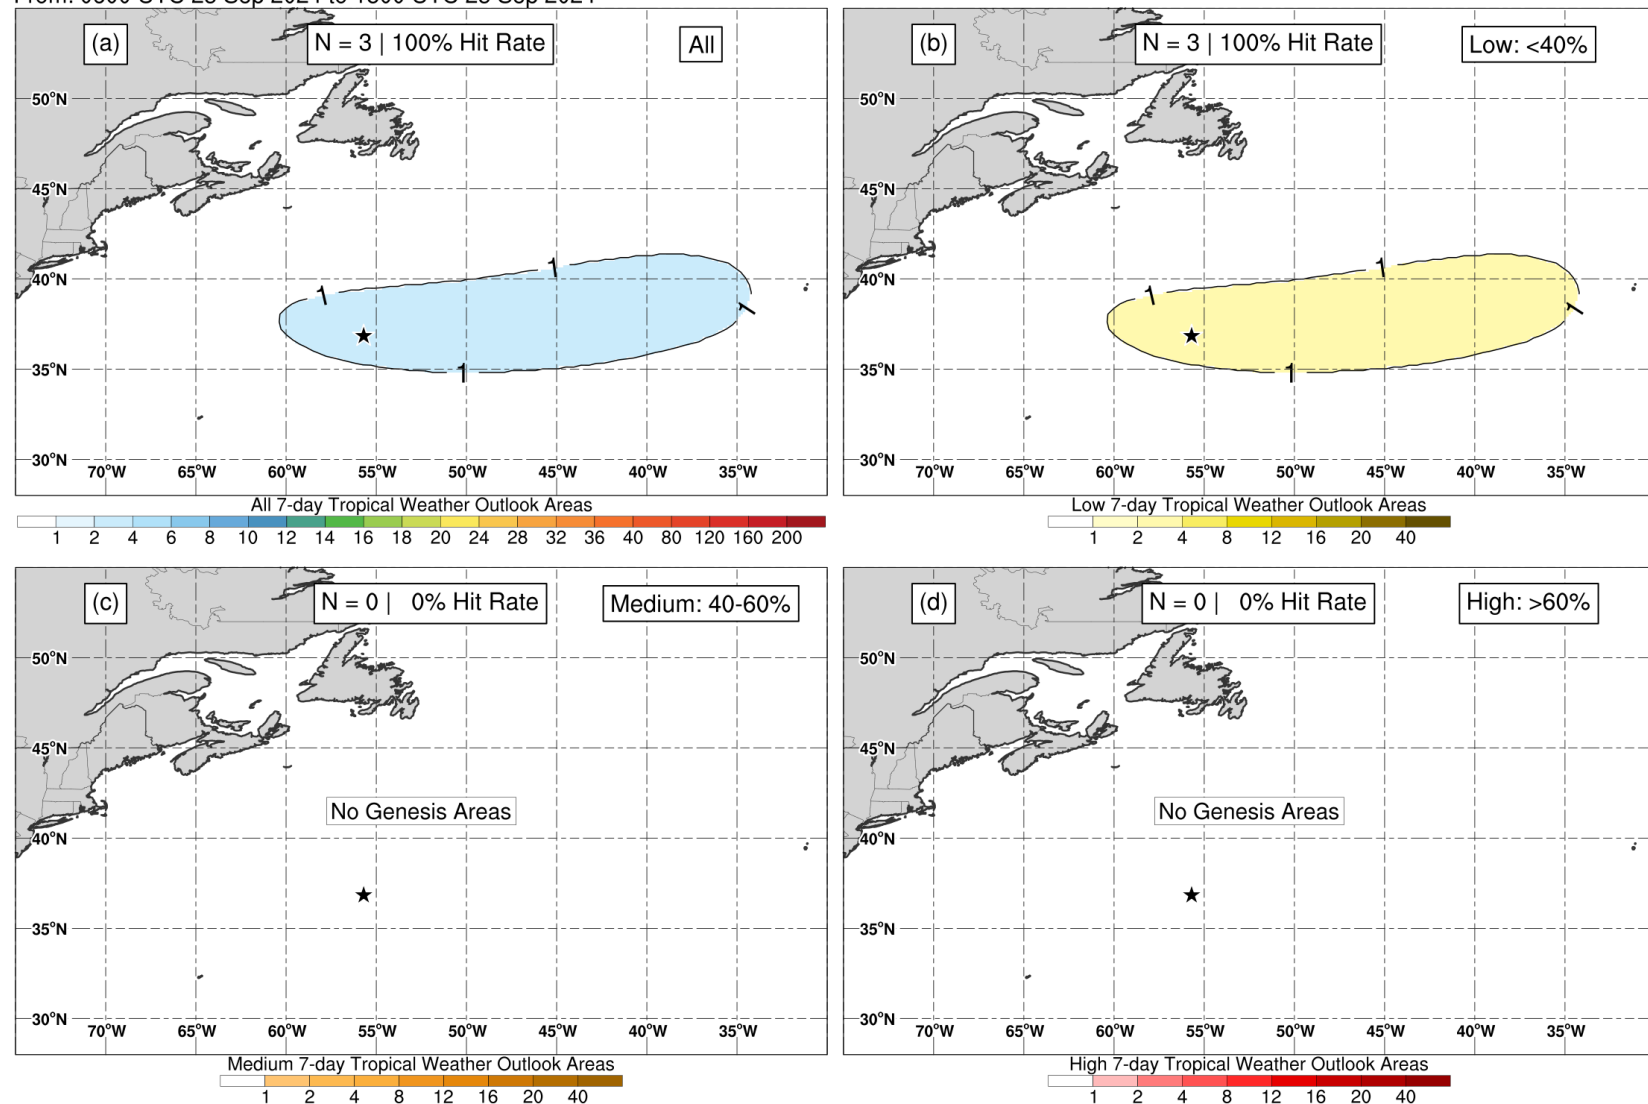 (a) N = 3 | 100% Hit Rate All
50°N
45°N
40°N
35°N
30°N
1 1 1 1
70°W 65°W 60°W 55°W 50°W 45°W 40°W 35°W
All 7-day Tropical Weather Outlook Areas
1 2 4 6 8 10 12 14 16 18 20 24 28 32 36 40 80 120 160 200
(b) N = 3 | 100% Hit Rate Low: <40%
50°N
45°N
40°N
35°N
30°N
1 1 1 1
70°W 65°W 60°W 55°W 50°W 45°W 40°W 35°W
Low 7-day Tropical Weather Outlook Areas
1 2 4 8 12 16 20 40
(c) N = 0 | 0% Hit Rate Medium: 40-60%
50°N
45°N
No Genesis Areas
40°N
35°N
30°N
70°W 65°W 60°W 55°W 50°W 45°W 40°W 35°W
Medium 7-day Tropical Weather Outlook Areas
1 2 4 8 12 16 20 40
(d) N = 0 | 0% Hit Rate High: >60%
50°N
45°N
No Genesis Areas
40°N
35°N
30°N
70°W 65°W 60°W 55°W 50°W 45°W 40°W 35°W
High 7-day Tropical Weather Outlook Areas
1 2 4 8 12 16 20 40